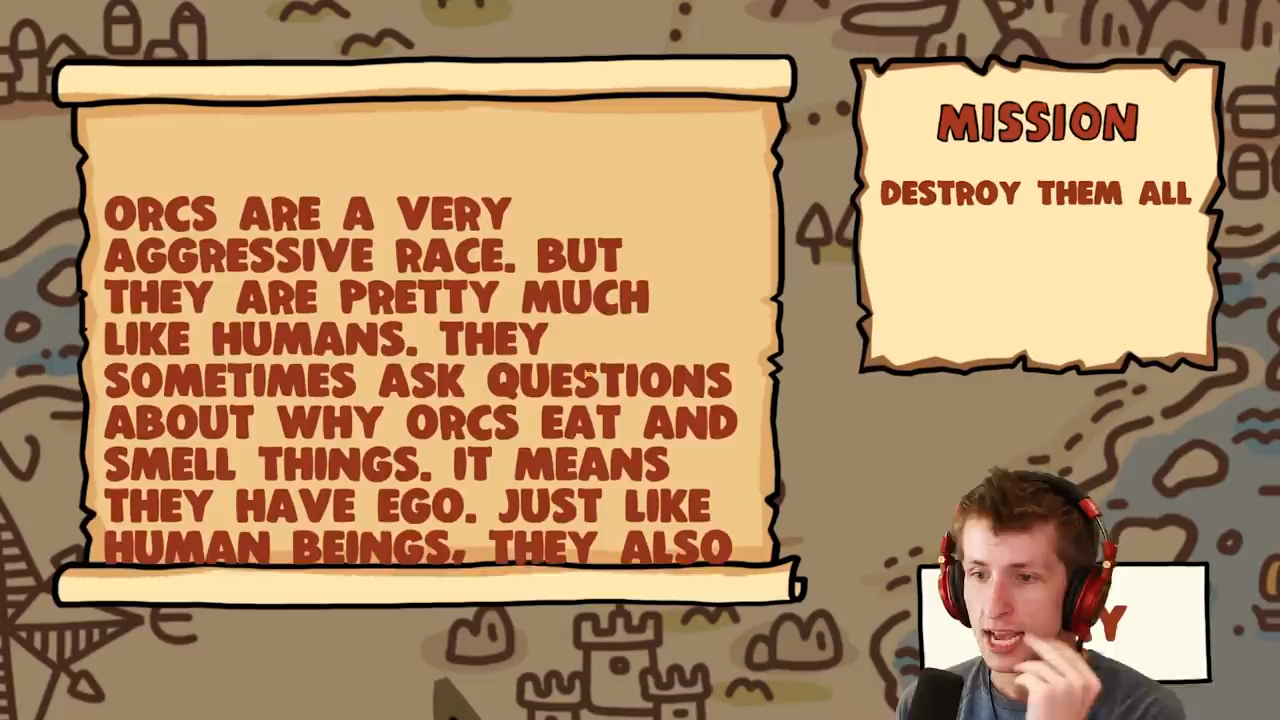 ORCS ARE A VERY
AGGRESSIVE RACE. BUT
THEY ARE PRETTY MUCH
LIKE HUMANS. THEY
SOMETIMES ASK QUESTIONS
ABOUT WHY ORCS EAT AND
SMELL THINGS. IT MEANS
THEY HAVE EGO. JUST LIKE
HUMAN BEINGS, THEY ALSO
MISSION
DESTROY THEM ALL